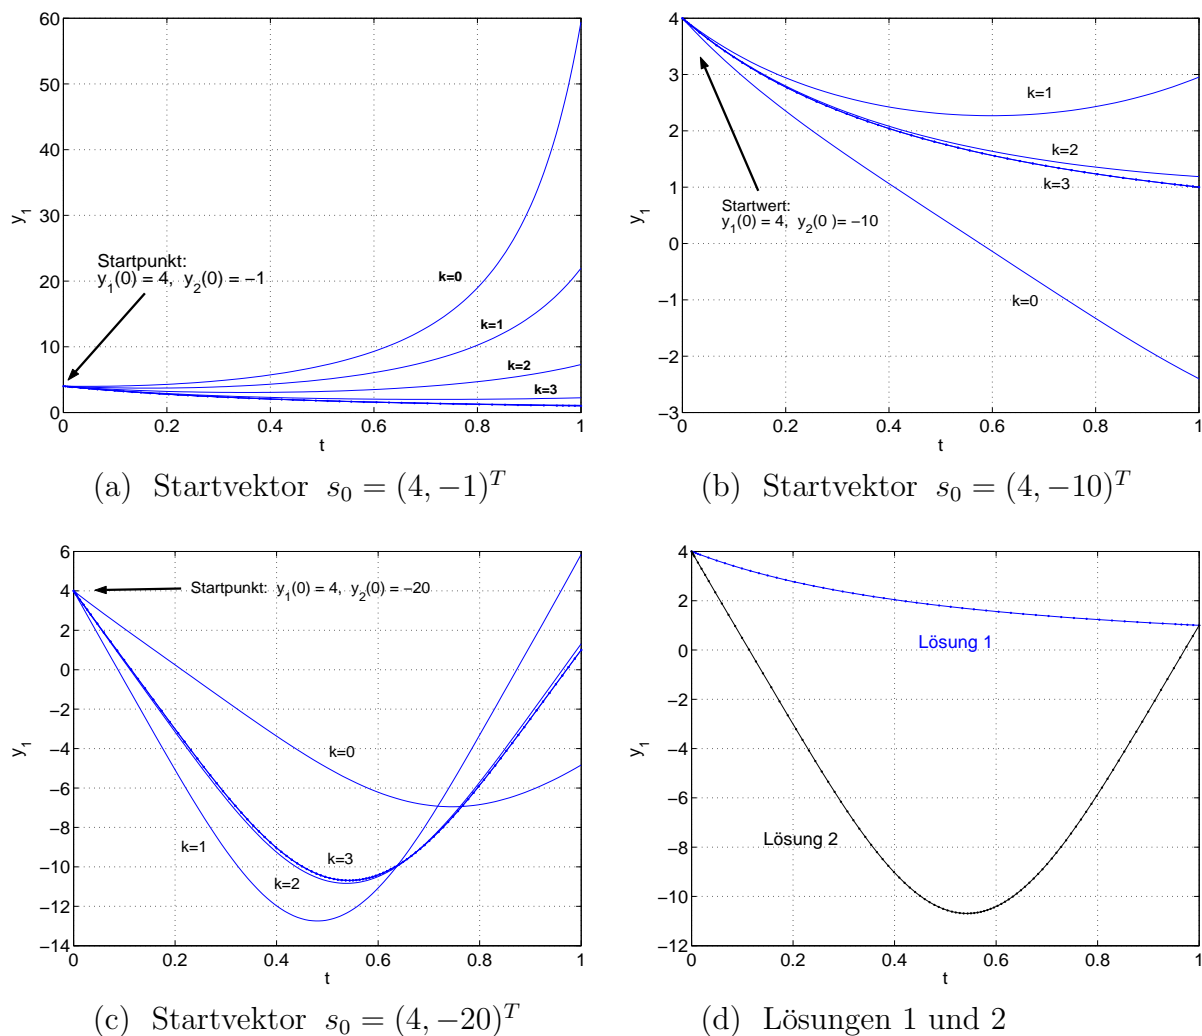 60
50
40
30
20
10
0
y1
Startpunkt:
y1(0) = 4, y2(0) = −1
k=0
k=1
k=2
k=3
0 0.2 0.4 0.6 0.8 1
t
(a) Startvektor s0 = (4, −1)^T
4
3
2
1
0
−1
−2
−3
y1
k=1
k=2
k=3
Startwert:
y1(0) = 4, y2(0 )= −10
k=0
0 0.2 0.4 0.6 0.8 1
t
(b) Startvektor s0 = (4, −10)^T
6
4
2
0
−2
−4
−6
−8
−10
−12
−14
y1
Startpunkt: y1(0) = 4, y2(0) = −20
k=0
k=1
k=3
k=2
0 0.2 0.4 0.6 0.8 1
t
(c) Startvektor s0 = (4, −20)^T
4
2
0
−2
−4
−6
−8
−10
−12
y1
Lösung 1
Lösung 2
0 0.2 0.4 0.6 0.8 1
t
(d) Lösungen 1 und 2